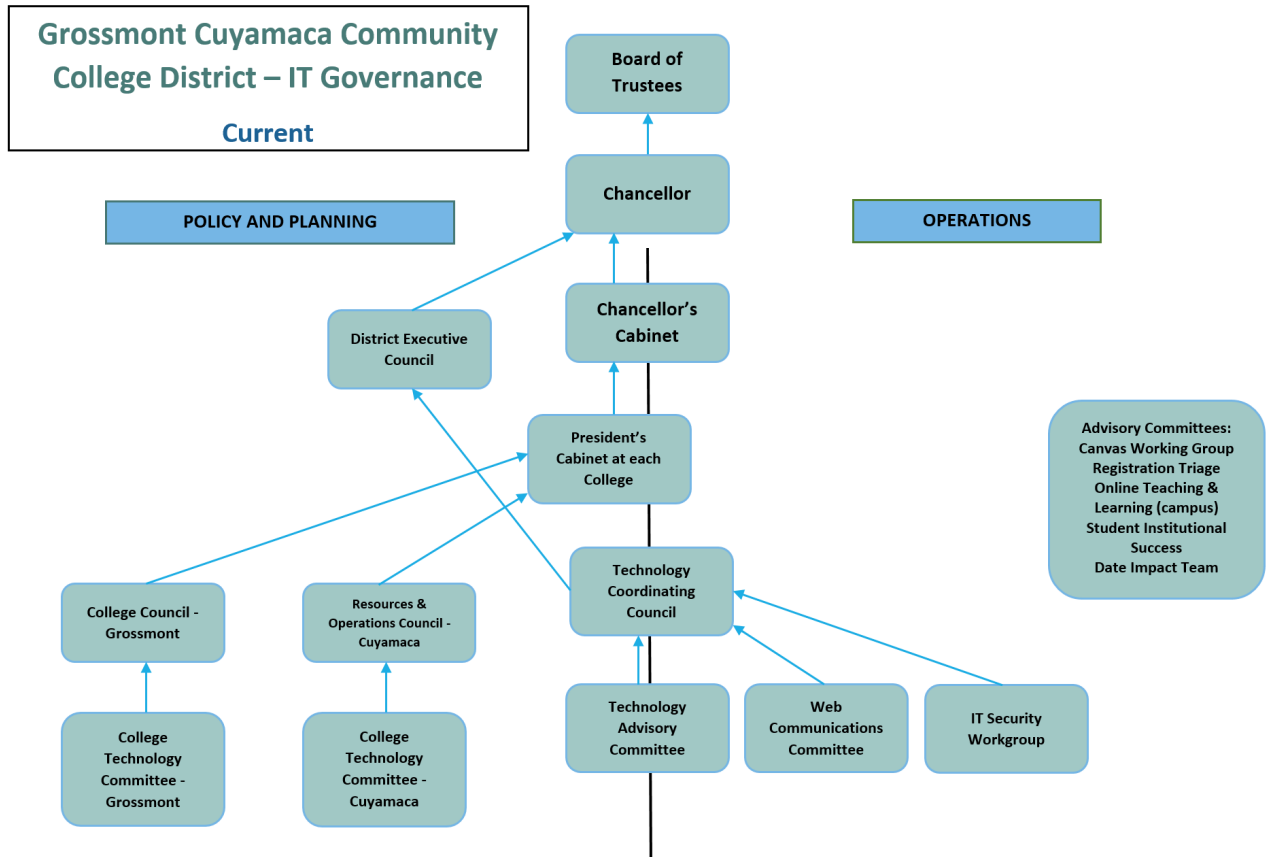 Grossmont Cuyamaca Community
College District – IT Governance
Current
Board of
Trustees
Chancellor
POLICY AND PLANNING
OPERATIONS
Chancellor's
Cabinet
District Executive
Council
President's
Cabinet at each
College
Advisory Committees:
Canvas Working Group
Registration Triage
Online Teaching &
Learning (campus)
Student Institutional
Success
Date Impact Team
Technology
Coordinating
Council
College Council -
Grossmont
Resources &
Operations Council -
Cuyamaca
College
Technology
Committee -
Grossmont
College
Technology
Committee -
Cuyamaca
Technology
Advisory
Committee
Web
Communications
Committee
IT Security
Workgroup